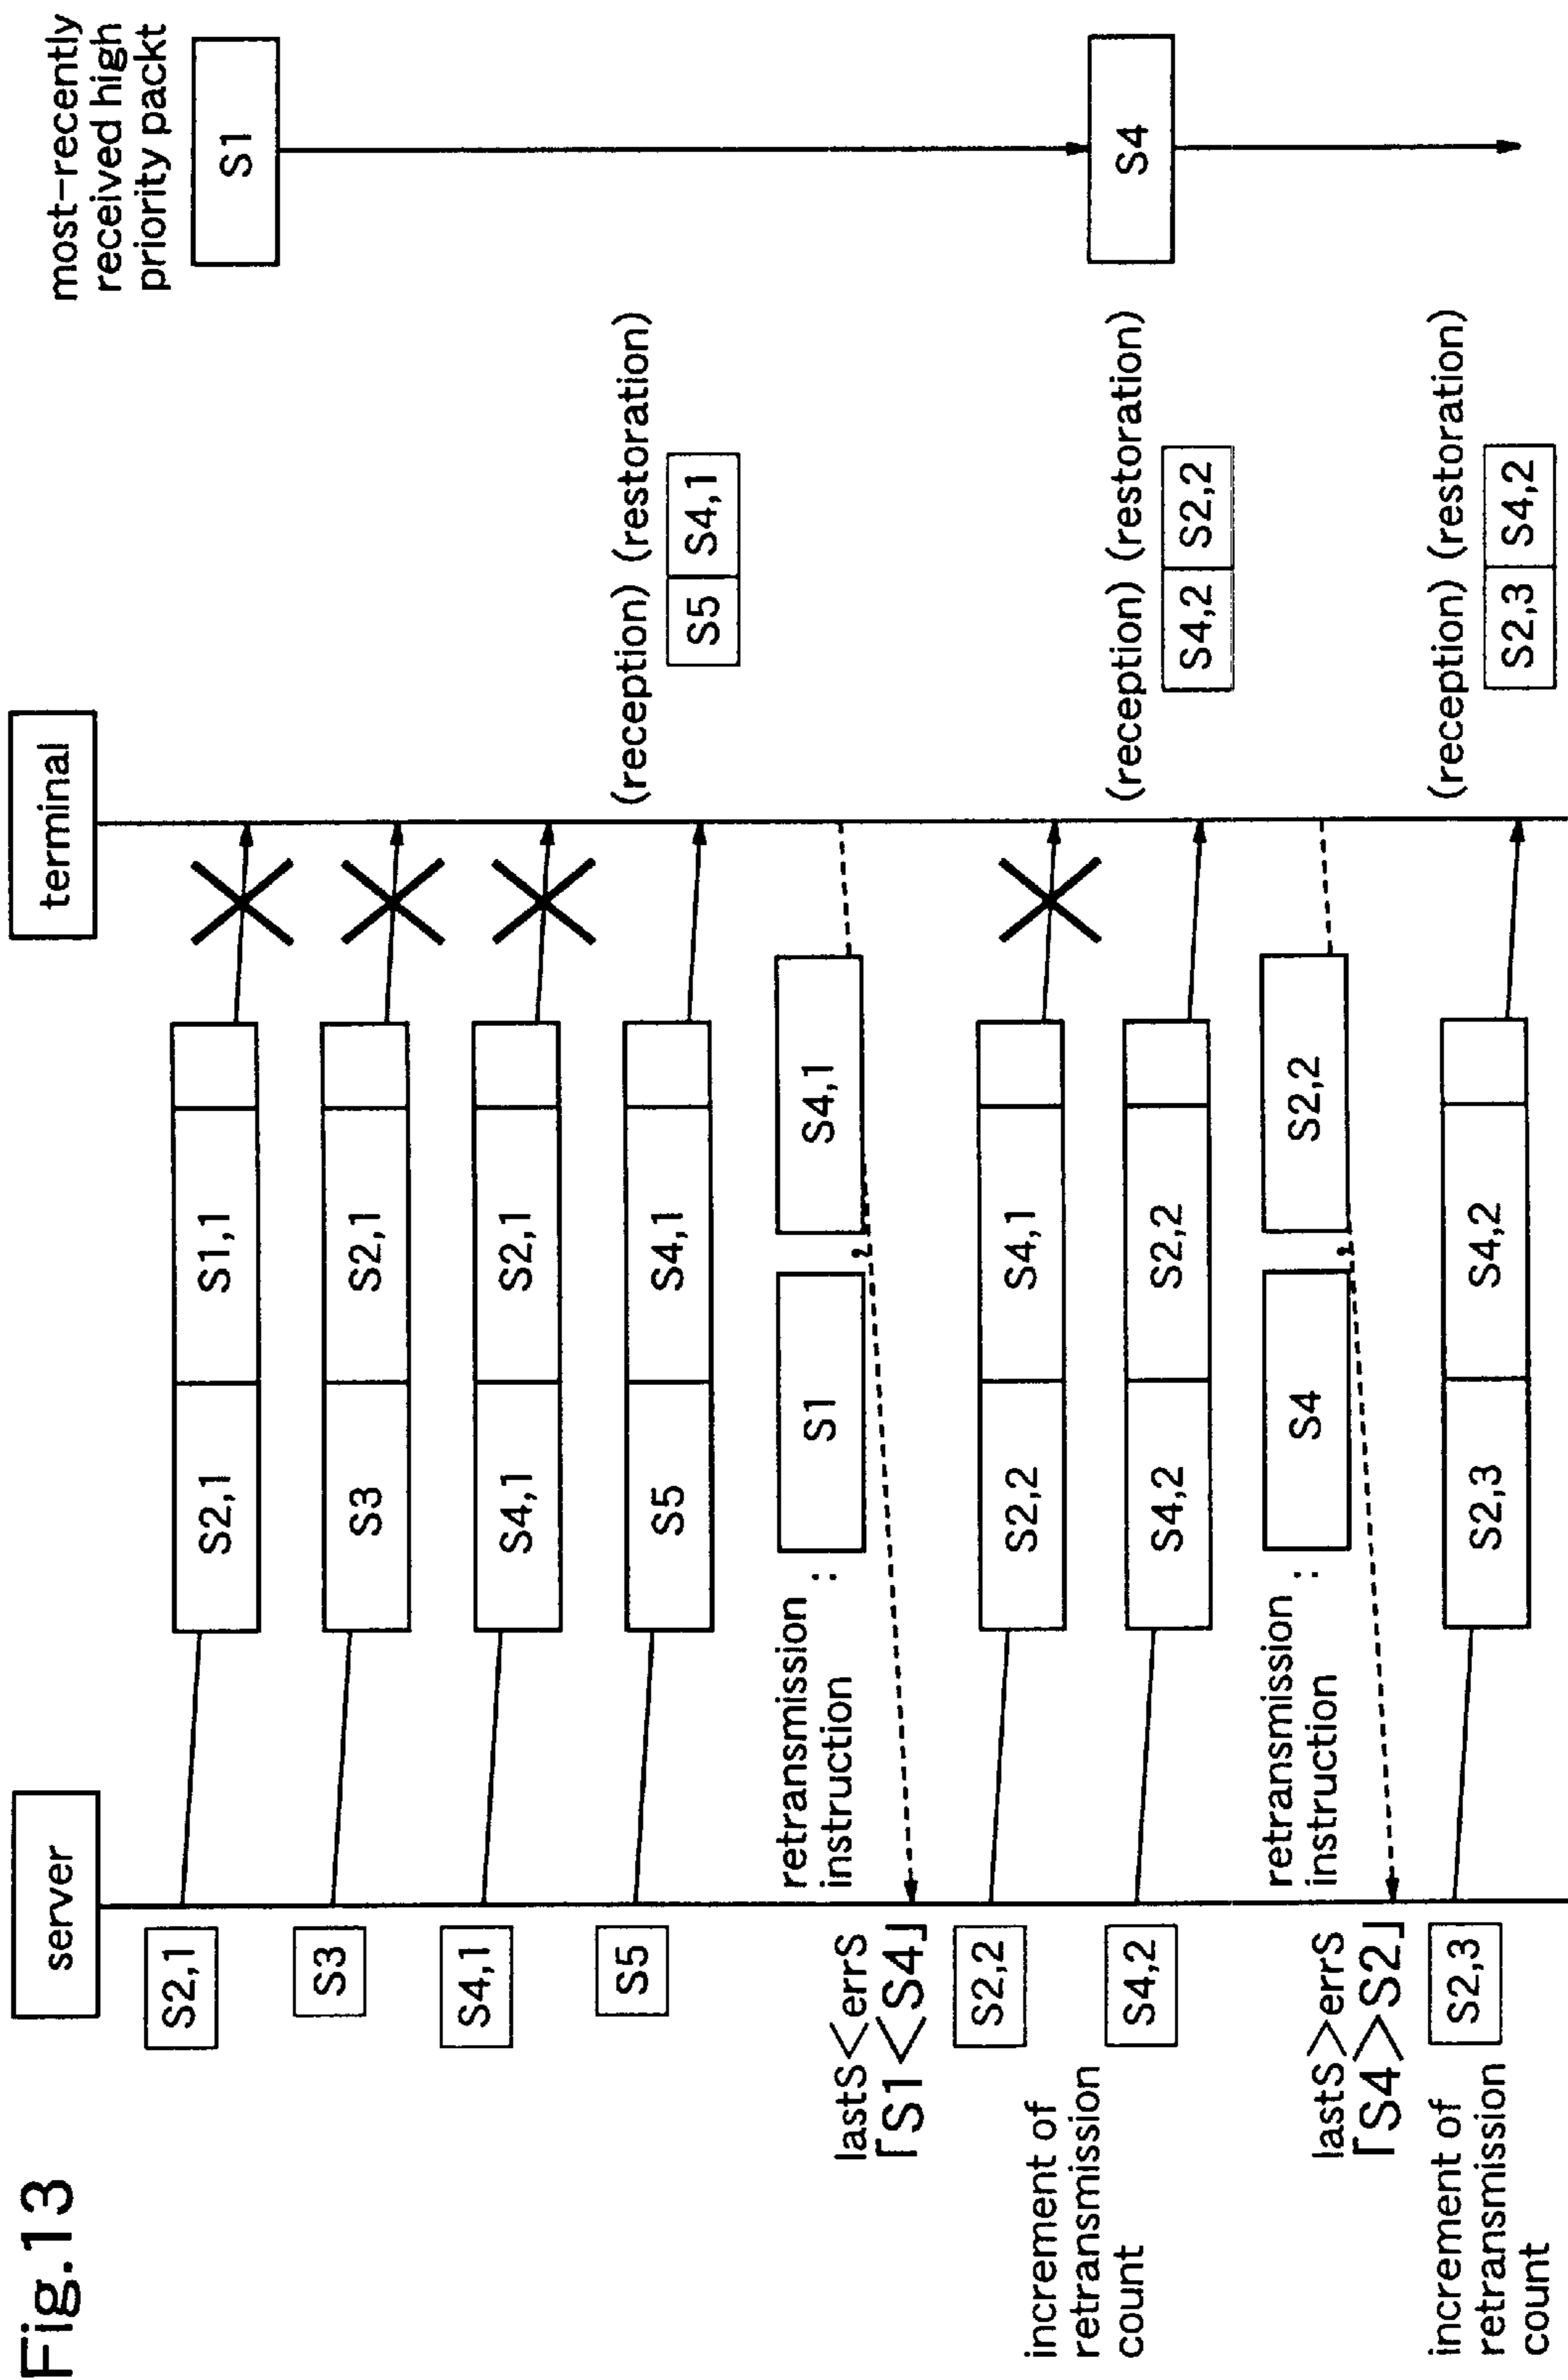 Fig.13
server
terminal
most-recently
received high
priority packt
S1
S2,1
S2,1 S1,1
S3
S3 S2,1
S4,1
S4,1 S2,1
S5
S5 S4,1
(reception) (restoration)
S5 S4,1
retransmission
instruction :
S1 , S4,1
lastS<errS
「S1<S4」
S2,2
S2,2 S4,1
increment of
retransmission
count
S4,2
S4,2 S2,2
(reception) (restoration)
S4,2 S2,2
S4
retransmission
instruction :
S4 , S2,2
lastS>errS
「S4>S2」
increment of
retransmission
count
S2,3
S2,3 S4,2
(reception) (restoration)
S2,3 S4,2